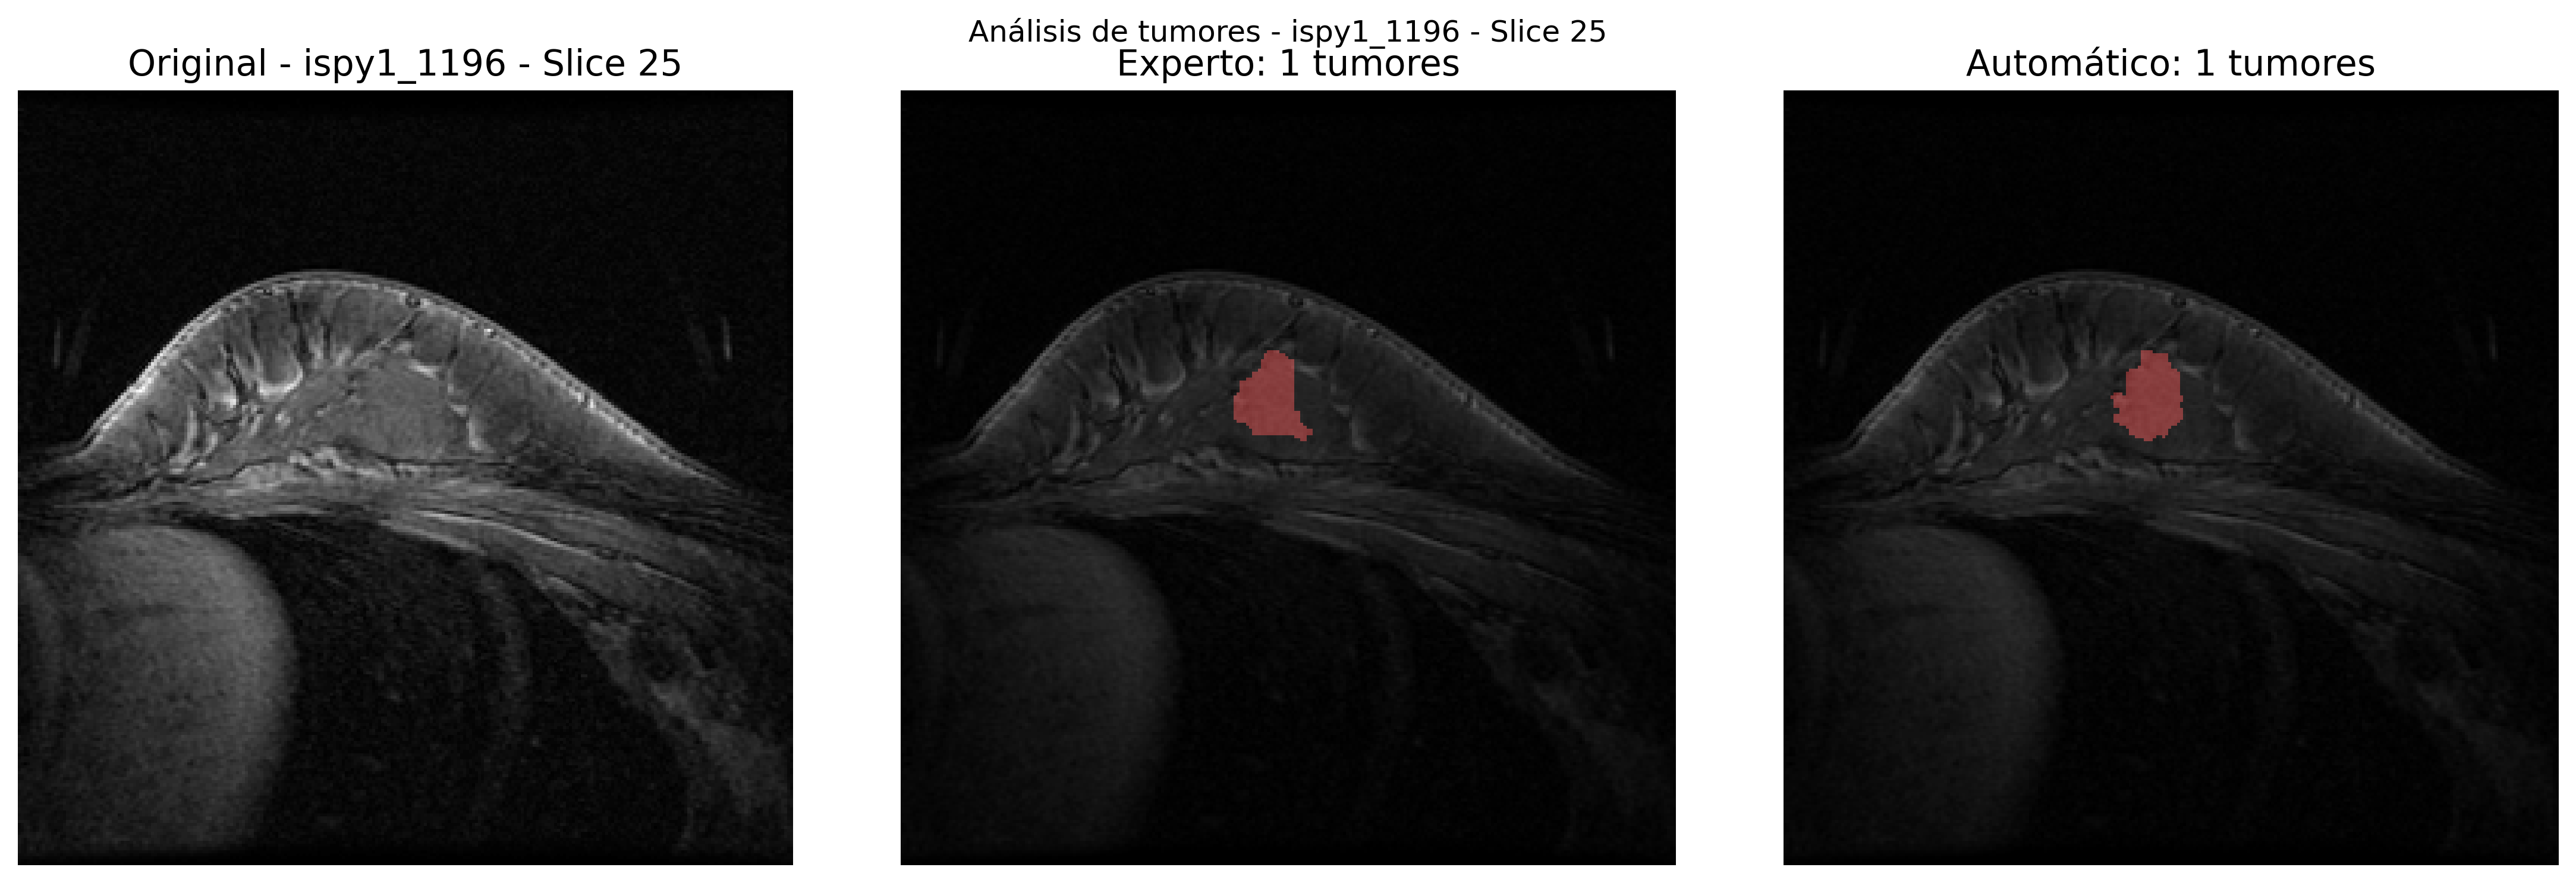 Análisis de tumores - ispy1_1196 - Slice 25
Original - ispy1_1196 - Slice 25
Experto: 1 tumores
Automático: 1 tumores